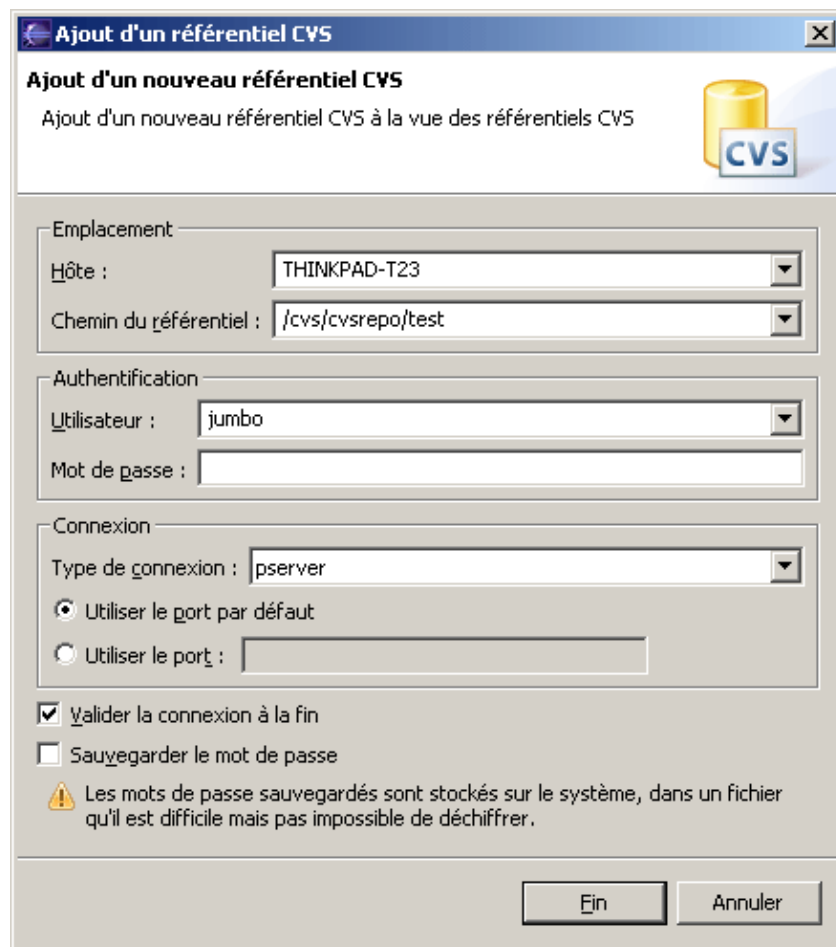 Ajout d'un référentiel CVS
Ajout d'un nouveau référentiel CVS
Ajout d'un nouveau référentiel CVS à la vue des référentiels CVS
CVS
Emplacement
Hôte : THINKPAD-T23
Chemin du référentiel : /cvs/cvsrepo/test
Authentification
Utilisateur : jumbo
Mot de passe :
Connexion
Type de connexion : pserver
Utiliser le port par défaut
Utiliser le port :
Valider la connexion à la fin
Sauvegarder le mot de passe
Les mots de passe sauvegardés sont stockés sur le système, dans un fichier
qu'il est difficile mais pas impossible de déchiffrer.
Fin Annuler